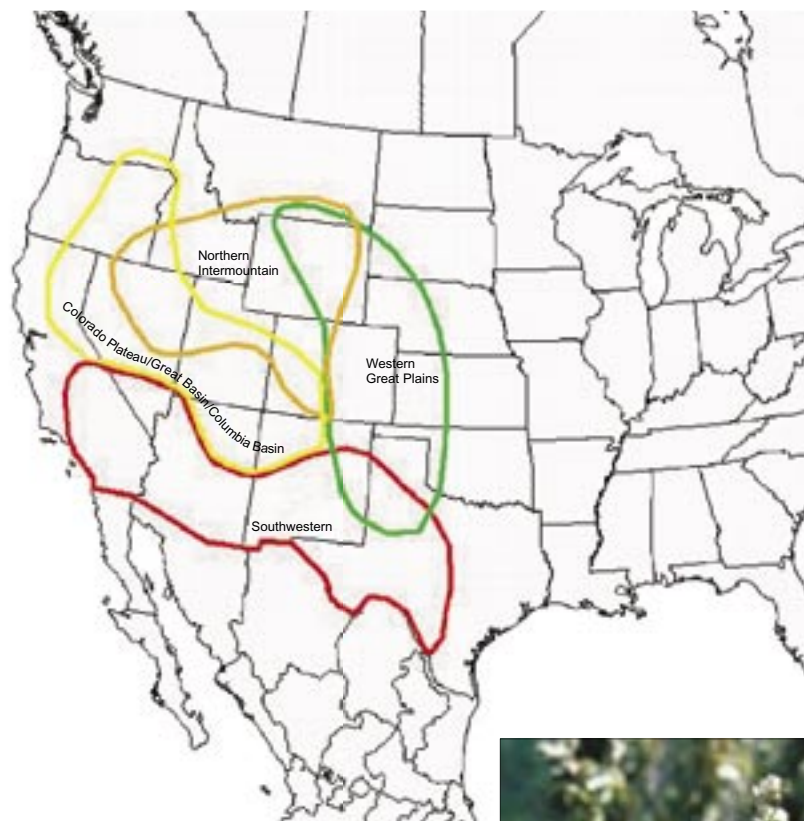 Northern
Intermountain
Colorado Plateau/Great Basin/Columbia Basin
Western
Great Plains
Southwestern